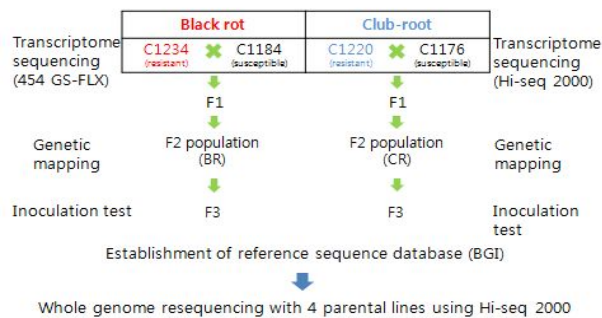 Black rot Club-root
Transcriptome sequencing (454 GS-FLX)
C1234 (resistant) C1184 (susceptible)
C1220 (resistant) C1176 (susceptible)
Transcriptome sequencing (Hi-seq 2000)
F1 F1
Genetic mapping
F2 population (BR)
F2 population (CR)
Genetic mapping
Inoculation test F3 F3 Inoculation test
Establishment of reference sequence database (BGI)
Whole genome resequencing with 4 parental lines using Hi-seq 2000